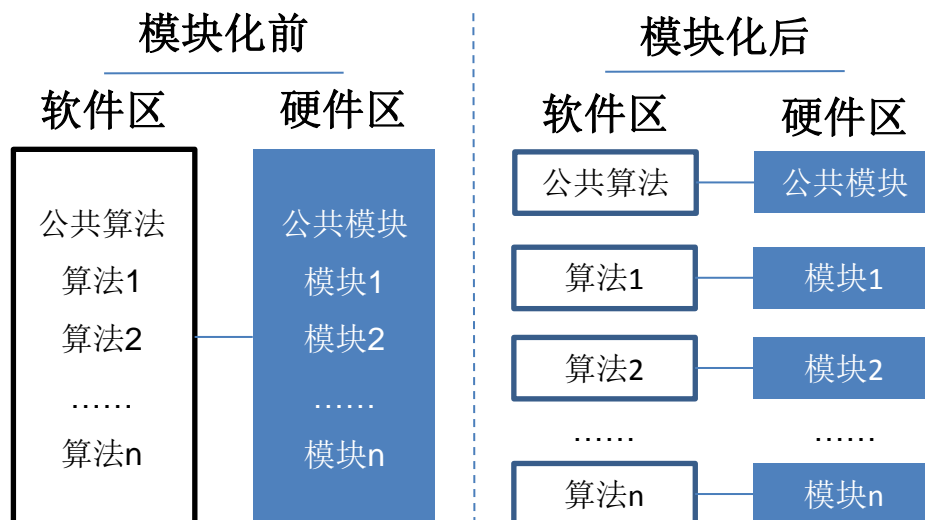 模块化前
软件区
硬件区
公共算法
算法1
算法2
……
算法n
公共模块
模块1
模块2
……
模块n
模块化后
软件区
硬件区
公共算法
公共模块
算法1
模块1
算法2
模块2
……
……
算法n
模块n